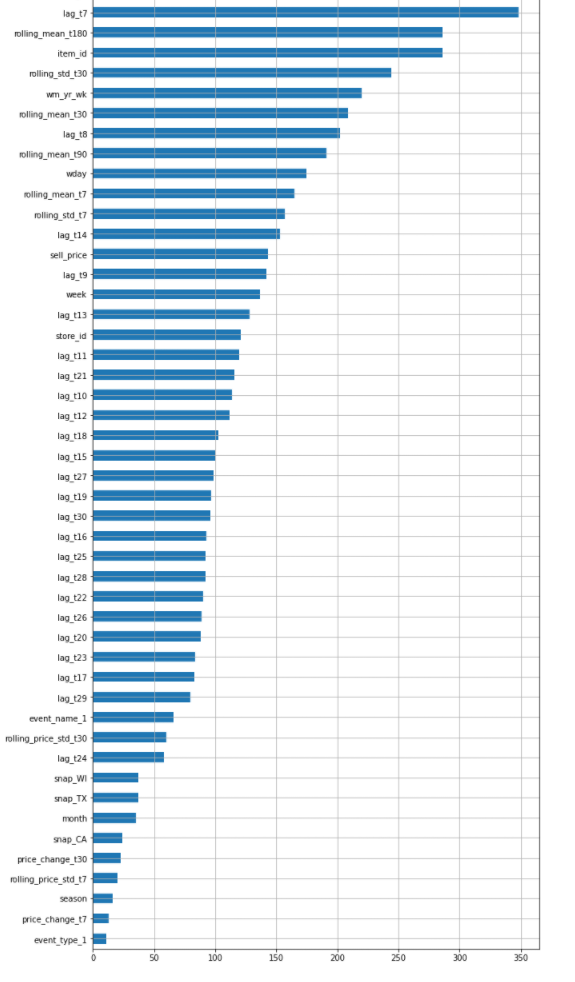 lag_t7
rolling_mean_t180
item_id
rolling_std_t30
wm_yr_wk
rolling_mean_t30
lag_t8
rolling_mean_t90
wday
rolling_mean_t7
rolling_std_t7
lag_t14
sell_price
lag_t9
week
lag_t13
store_id
lag_t11
lag_t21
lag_t10
lag_t12
lag_t18
lag_t15
lag_t27
lag_t19
lag_t30
lag_t16
lag_t25
lag_t28
lag_t22
lag_t26
lag_t20
lag_t23
lag_t17
lag_t29
event_name_1
rolling_price_std_t30
lag_t24
snap_WI
snap_TX
month
snap_CA
price_change_t30
rolling_price_std_t7
season
price_change_t7
event_type_1
0 50 100 150 200 250 300 350